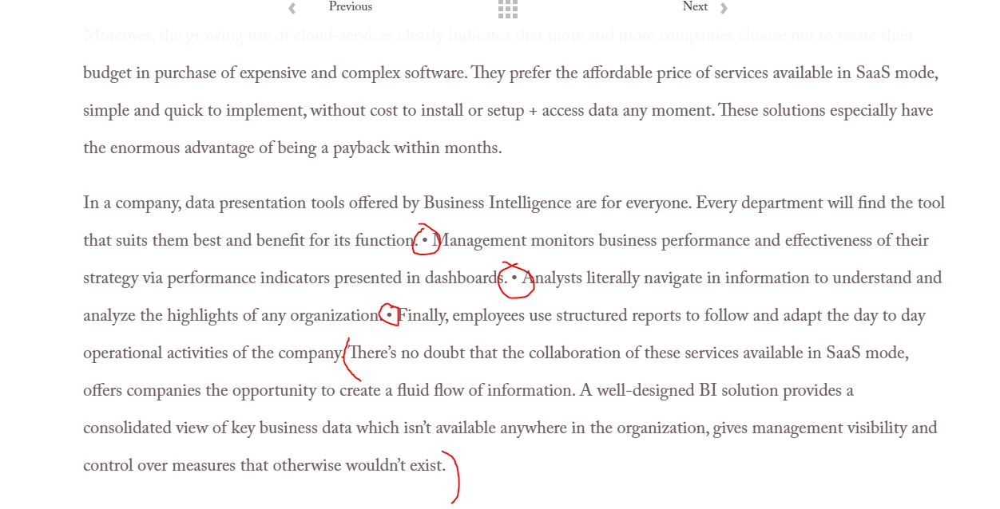 Previous
Next
Moreover, the growing use of cloud-services clearly indicates that more and more companies choose not to waste their
budget in purchase of expensive and complex software. They prefer the affordable price of services available in SaaS mode,
simple and quick to implement, without cost to install or setup + access data any moment. These solutions especially have
the enormous advantage of being a payback within months.
In a company, data presentation tools offered by Business Intelligence are for everyone. Every department will find the tool
that suits them best and benefit for its function. • Management monitors business performance and effectiveness of their
strategy via performance indicators presented in dashboards. • Analysts literally navigate in information to understand and
analyze the highlights of any organization. • Finally, employees use structured reports to follow and adapt the day to day
operational activities of the company. There’s no doubt that the collaboration of these services available in SaaS mode,
offers companies the opportunity to create a fluid flow of information. A well-designed BI solution provides a
consolidated view of key business data which isn’t available anywhere in the organization, gives management visibility and
control over measures that otherwise wouldn’t exist.